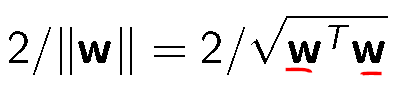 2/‖𝐰‖ = 2/√(𝐰ᵀ𝐰)